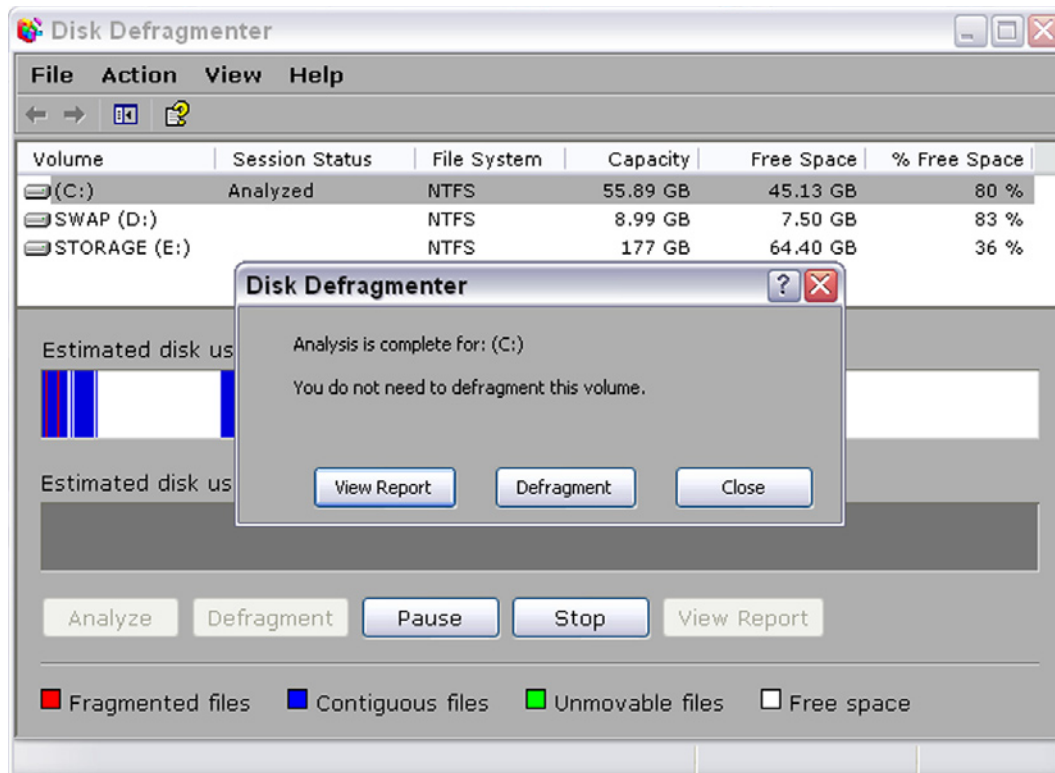 Disk Defragmenter
File Action View Help
Volume Session Status File System Capacity Free Space % Free Space
(C:) Analyzed NTFS 55.89 GB 45.13 GB 80 %
SWAP (D:) NTFS 8.99 GB 7.50 GB 83 %
STORAGE (E:) NTFS 177 GB 64.40 GB 36 %
Disk Defragmenter
Analysis is complete for: (C:)
You do not need to defragment this volume.
View Report Defragment Close
Estimated disk us
Estimated disk us
Analyze Defragment Pause Stop View Report
Fragmented files Contiguous files Unmovable files Free space